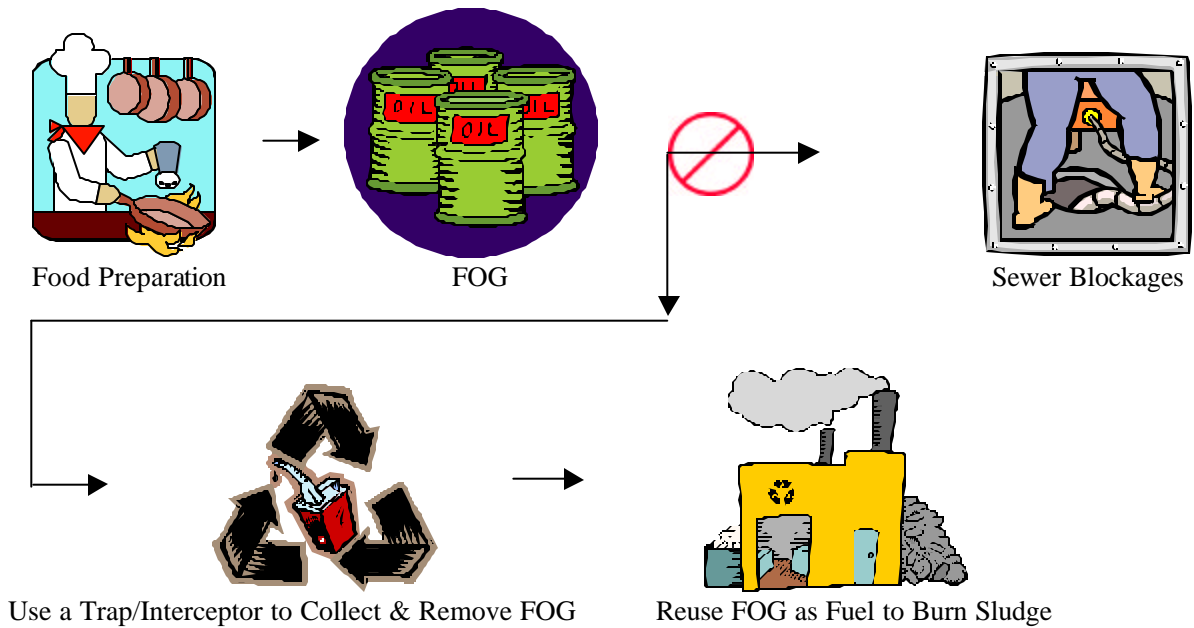 OIL
OIL
OIL
OIL
Food Preparation
FOG
Sewer Blockages
Use a Trap/Interceptor to Collect & Remove FOG
Reuse FOG as Fuel to Burn Sludge